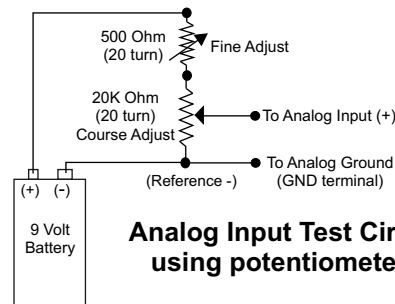 500 Ohm
(20 turn)
Fine Adjust
20K Ohm
(20 turn)
Course Adjust
To Analog Input (+)
To Analog Ground
(GND terminal)
(Reference -)
(+) (-)
9 Volt
Battery
Analog Input Test Cir
using potentiomete